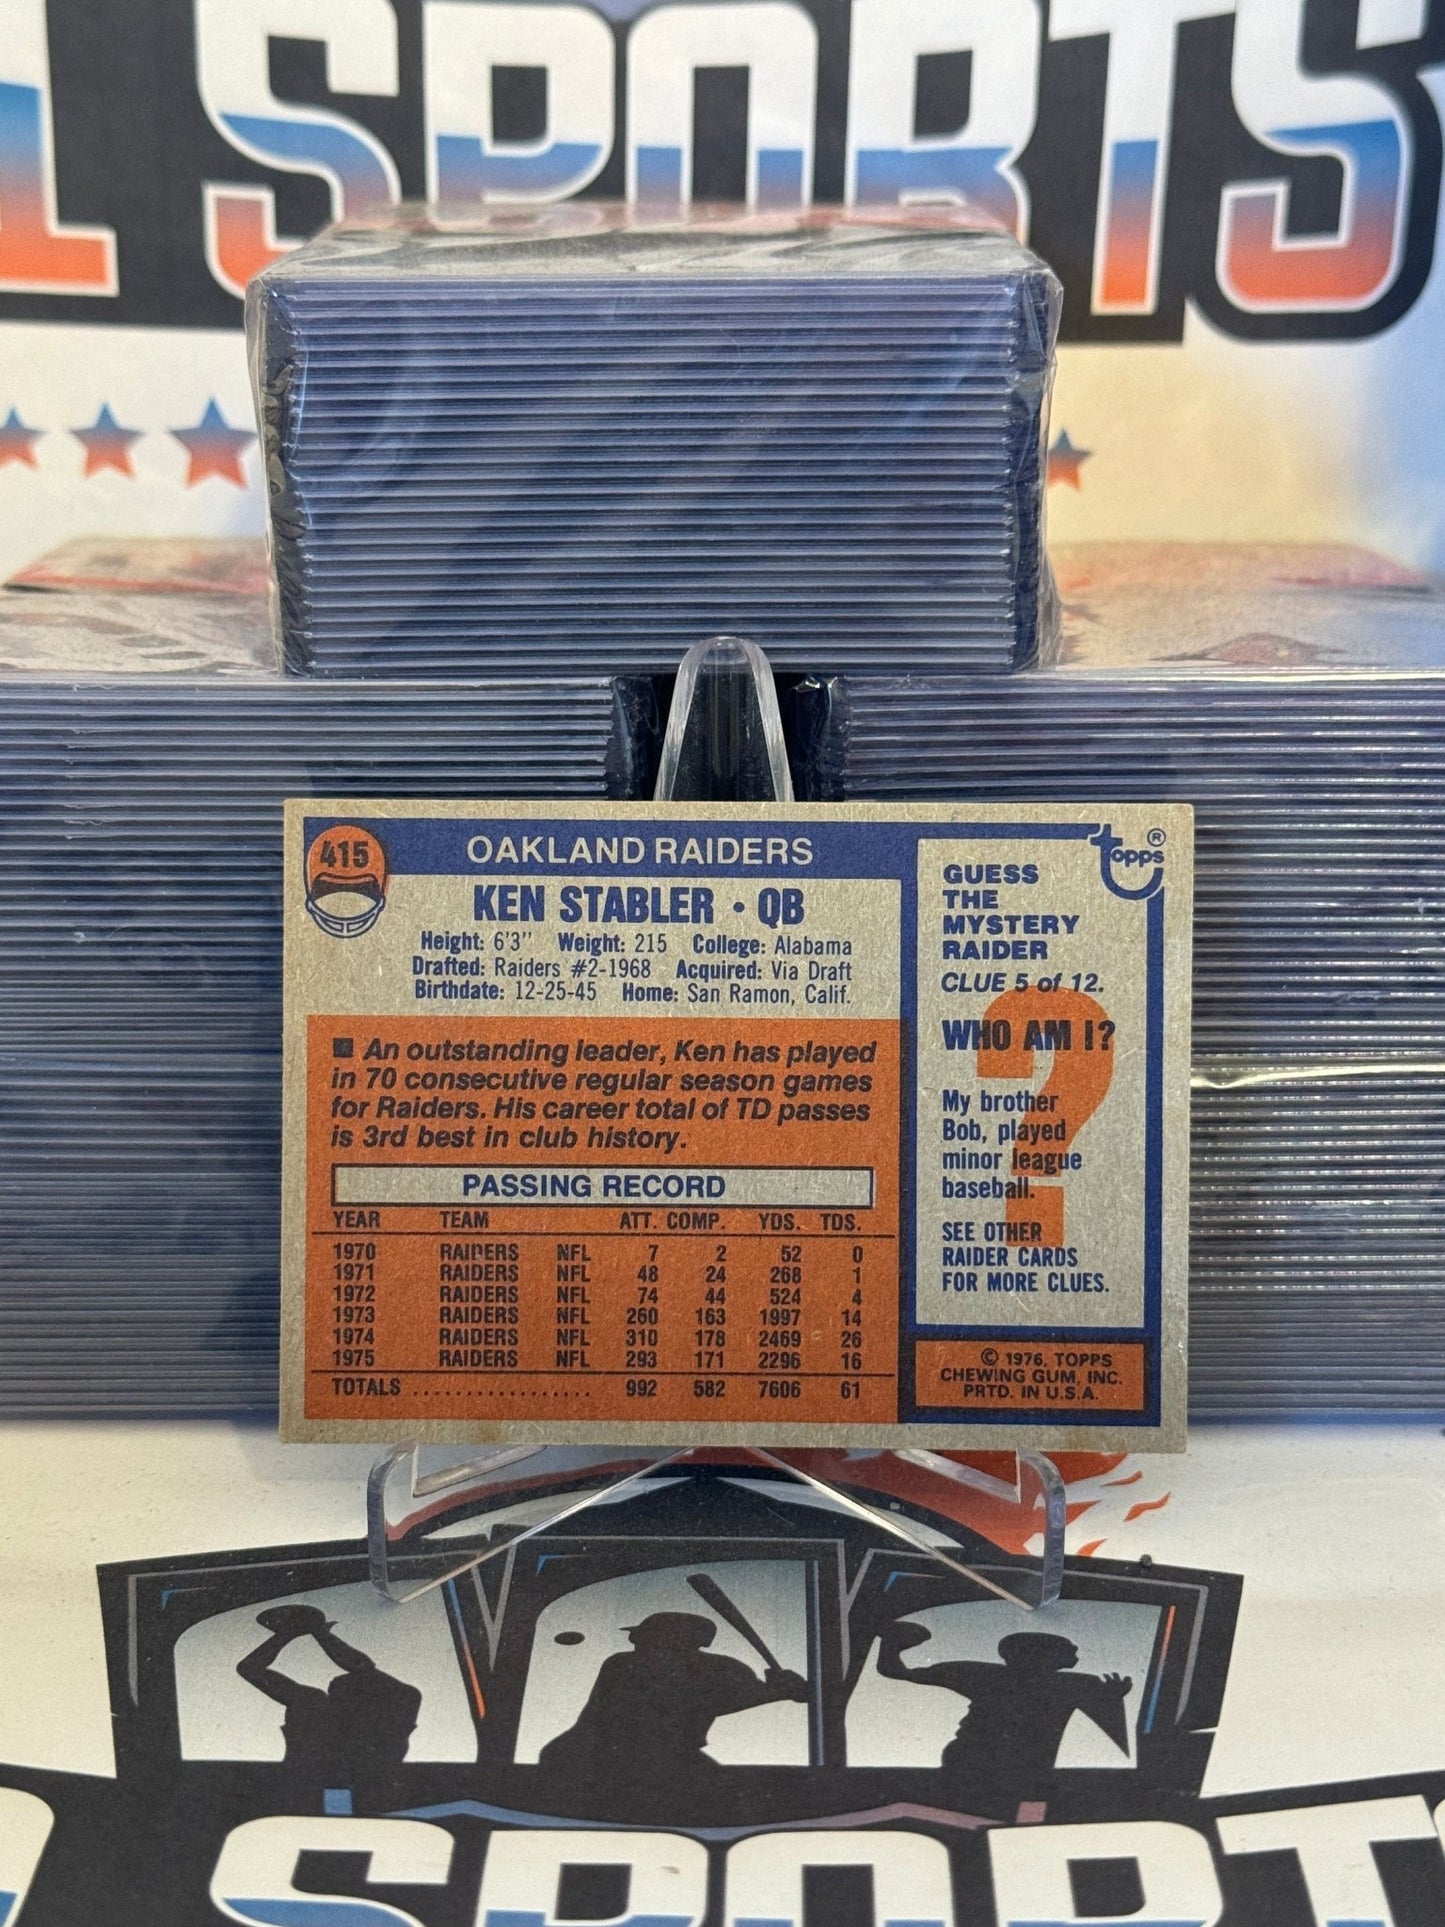 SPORTS
415
OAKLAND RAIDERS
KEN STABLER • QB
Height: 6'3" Weight: 215 College: Alabama
Drafted: Raiders #2-1968 Acquired: Via Draft
Birthdate: 12-25-45 Home: San Ramon, Calif.
■ An outstanding leader, Ken has played
in 70 consecutive regular season games
for Raiders. His career total of TD passes
is 3rd best in club history.
PASSING RECORD
YEAR TEAM ATT. COMP. YDS. TDS.
1970 RAIDERS NFL 7 2 52 0
1971 RAIDERS NFL 48 24 268 1
1972 RAIDERS NFL 74 44 524 4
1973 RAIDERS NFL 260 163 1997 14
1974 RAIDERS NFL 310 178 2469 26
1975 RAIDERS NFL 293 171 2296 16
TOTALS .................. 992 582 7606 61
topps ®
GUESS
THE
MYSTERY
RAIDER
CLUE 5 of 12.
WHO AM I?
?
My brother
Bob, played
minor league
baseball.
SEE OTHER
RAIDER CARDS
FOR MORE CLUES.
© 1976, TOPPS
CHEWING GUM, INC.
PRTD. IN U.S.A.
SPORTS